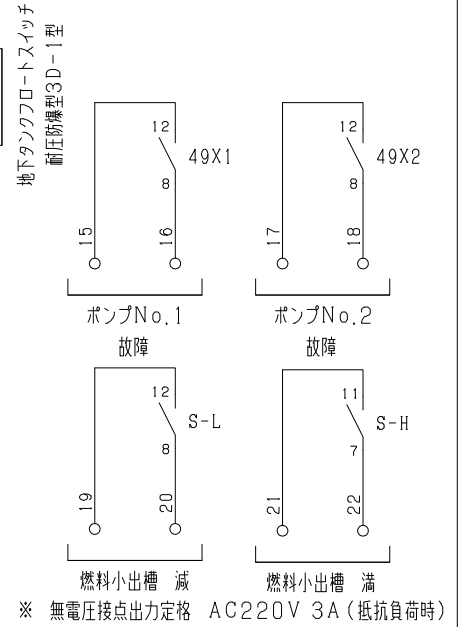 地下タンクフロートスイッチ
耐圧防爆型3D-1型
12
49X1
8
15
16
ポンプNo.1
故障
12
49X2
8
17
18
ポンプNo.2
故障
12
S-L
8
19
20
燃料小出槽 減
11
S-H
7
21
22
燃料小出槽 満
※ 無電圧接点出力定格 AC220V 3A(抵抗負荷時)